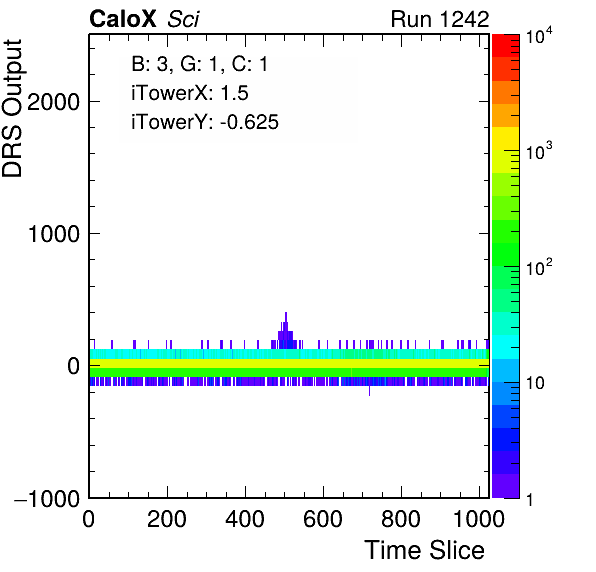 CaloX Sci Run 1242
DRS Output
B: 3, G: 1, C: 1
iTowerX: 1.5
iTowerY: -0.625
2000
1000
0
−1000
0 200 400 600 800 1000
Time Slice
10^4
10^3
10^2
10
1